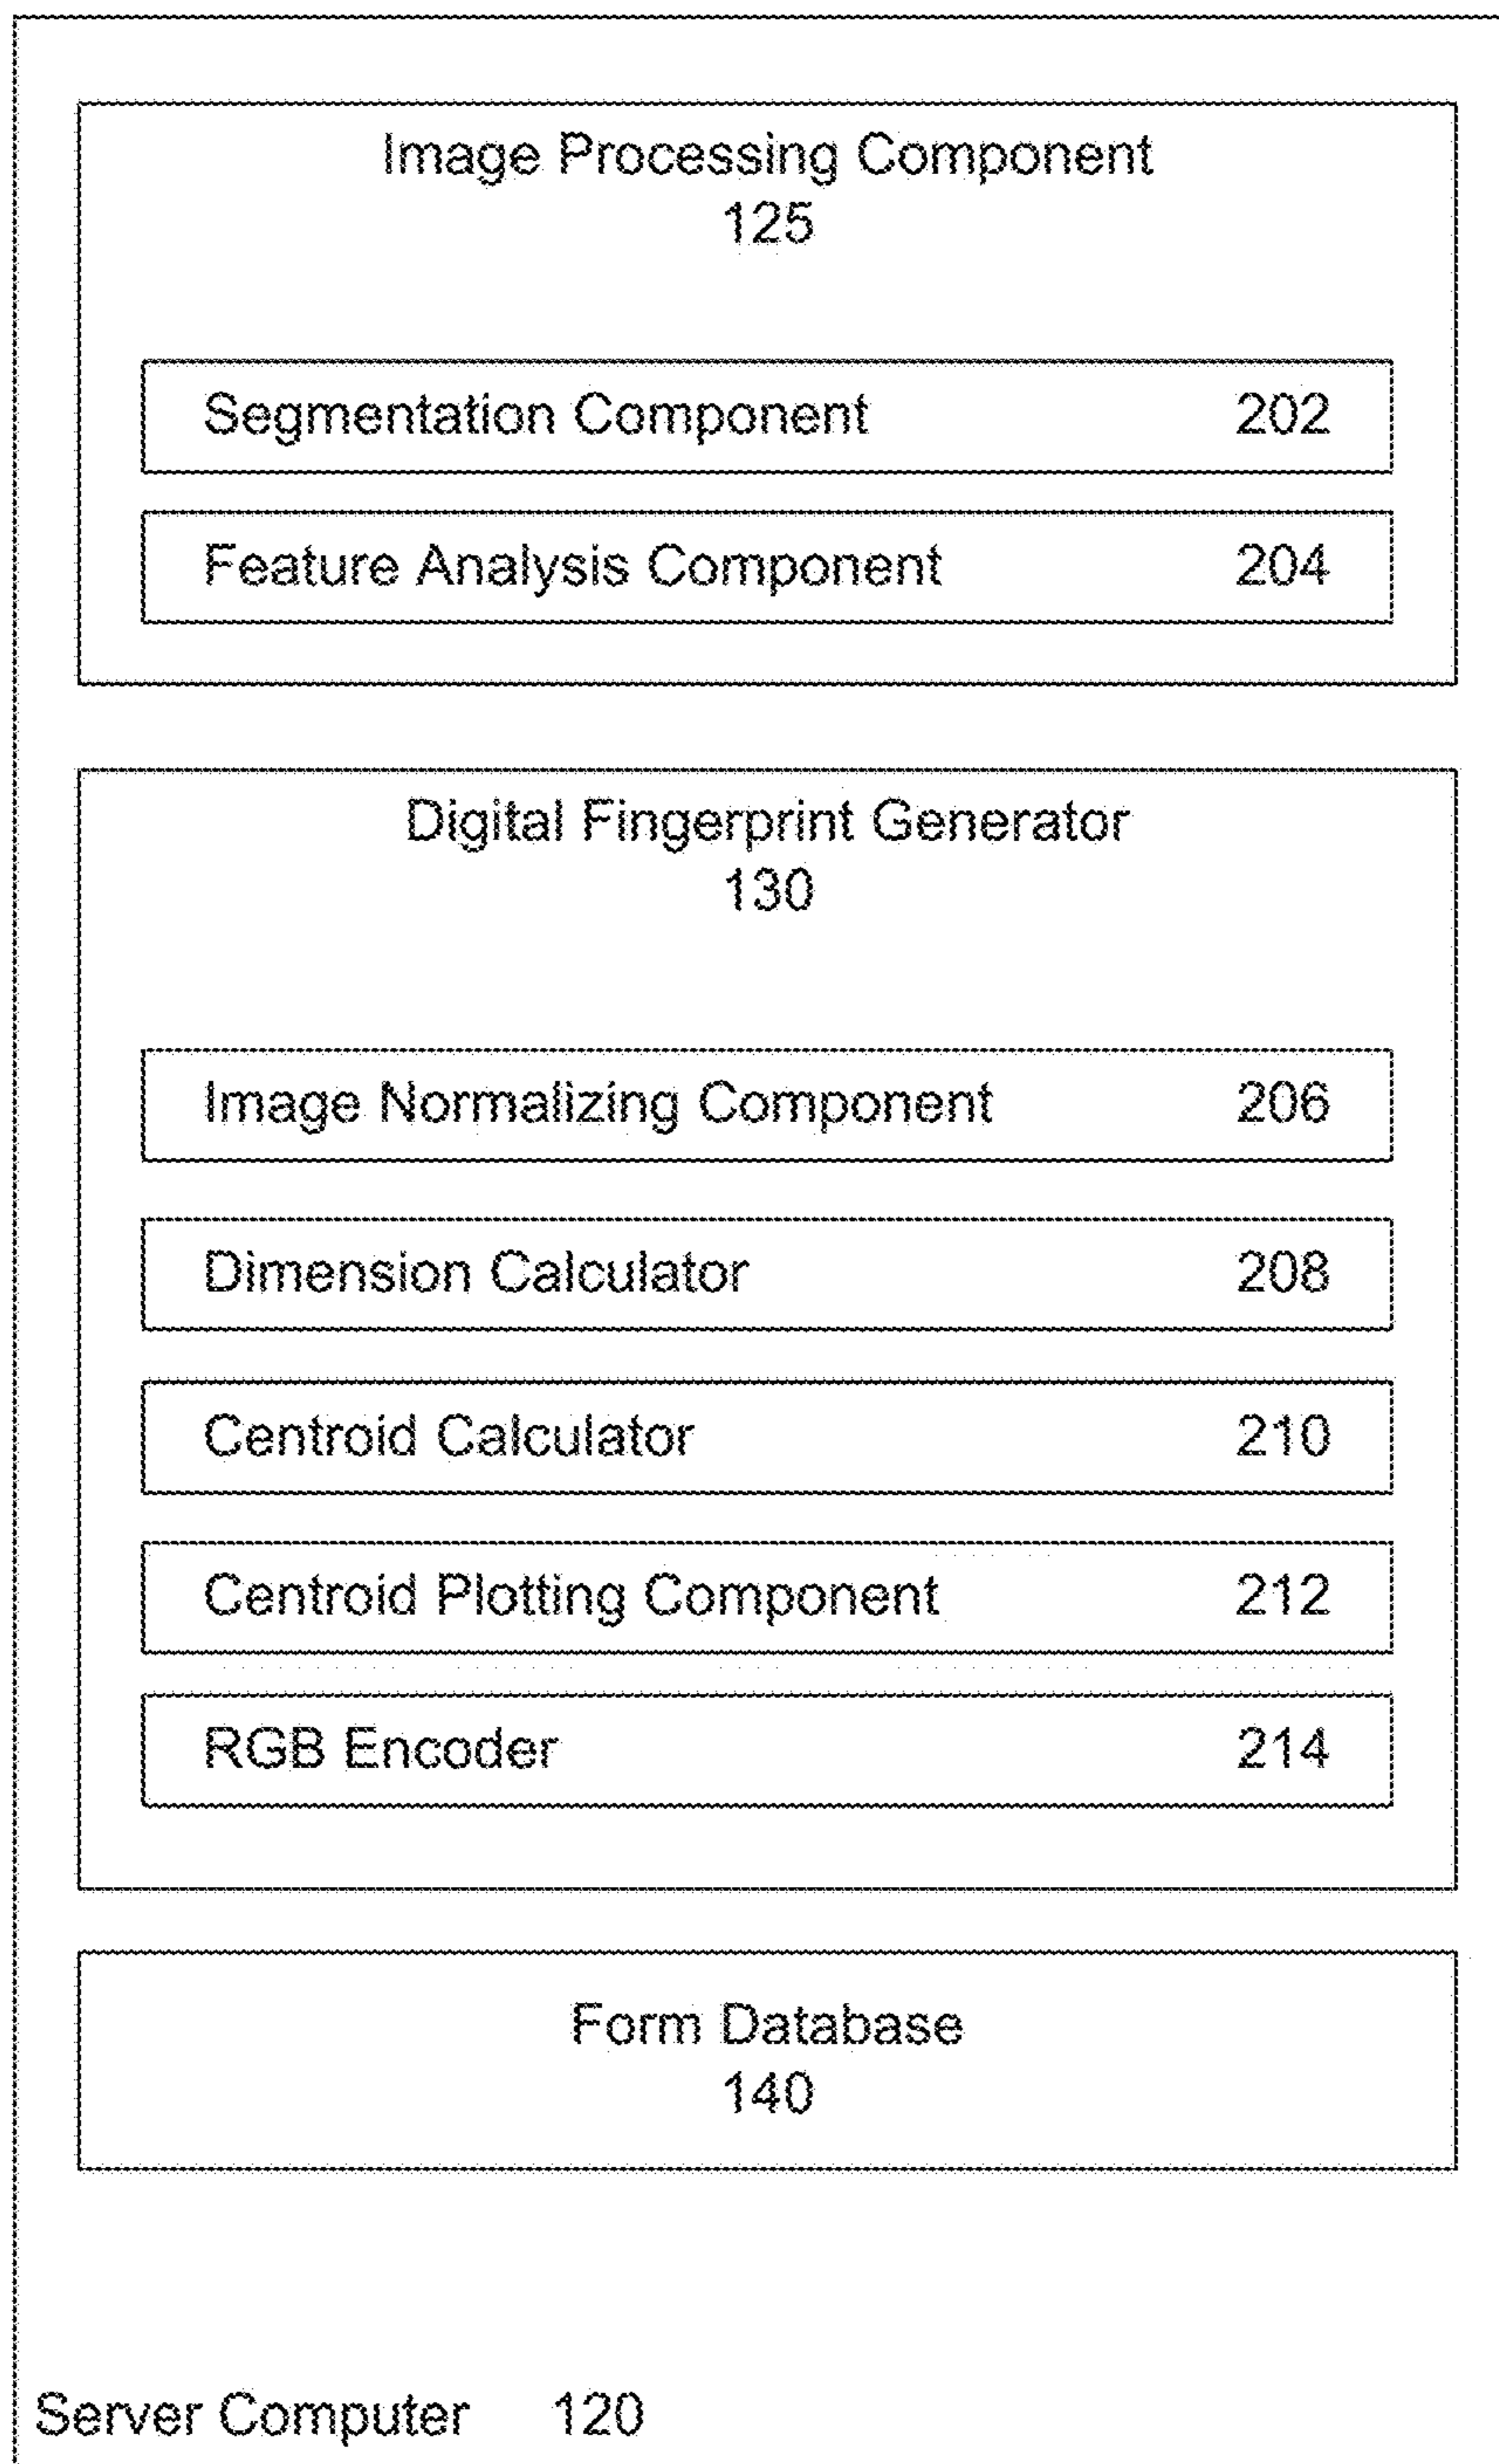 Image Processing Component
125
Segmentation Component 202
Feature Analysis Component 204
Digital Fingerprint Generator
130
Image Normalizing Component 206
Dimension Calculator 208
Centroid Calculator 210
Centroid Plotting Component 212
RGB Encoder 214
Form Database
140
Server Computer 120